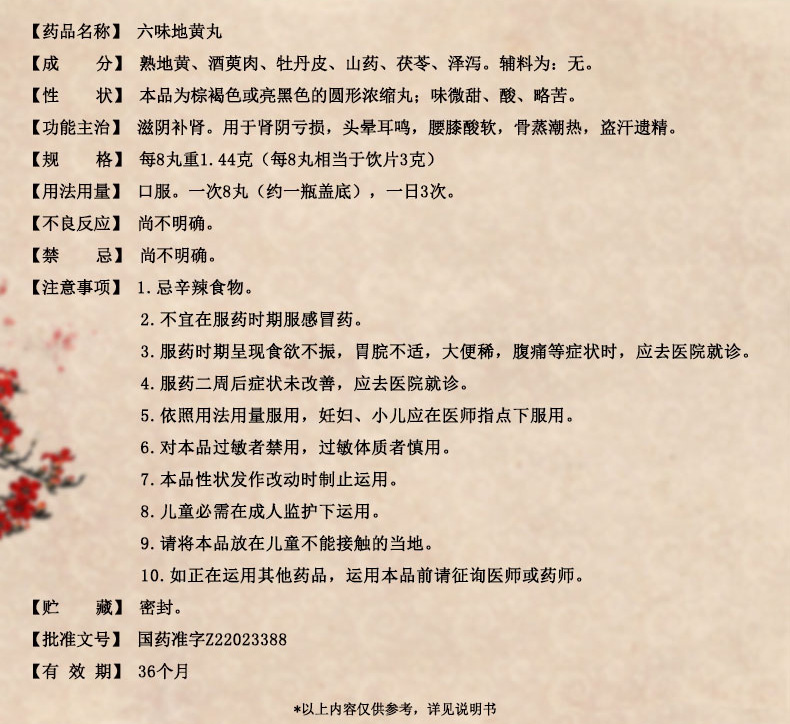 【药品名称】 六味地黄丸
【成 分】 熟地黄、酒萸肉、牡丹皮、山药、茯苓、泽泻。辅料为：无。
【性 状】 本品为棕褐色或亮黑色的圆形浓缩丸；味微甜、酸、略苦。
【功能主治】 滋阴补肾。用于肾阴亏损，头晕耳鸣，腰膝酸软，骨蒸潮热，盗汗遗精。
【规 格】 每8丸重1.44克（每8丸相当于饮片3克）
【用法用量】 口服。一次8丸（约一瓶盖底），一日3次。
【不良反应】 尚不明确。
【禁 忌】 尚不明确。
【注意事项】 1.忌辛辣食物。
2.不宜在服药时期服感冒药。
3.服药时期呈现食欲不振，胃脘不适，大便稀，腹痛等症状时，应去医院就诊。
4.服药二周后症状未改善，应去医院就诊。
5.依照用法用量服用，妊妇、小儿应在医师指点下服用。
6.对本品过敏者禁用，过敏体质者慎用。
7.本品性状发作改动时制止运用。
8.儿童必需在成人监护下运用。
9.请将本品放在儿童不能接触的当地。
10.如正在运用其他药品，运用本品前请征询医师或药师。
【贮 藏】 密封。
【批准文号】 国药准字Z22023388
【有 效 期】 36个月
*以上内容仅供参考，详见说明书